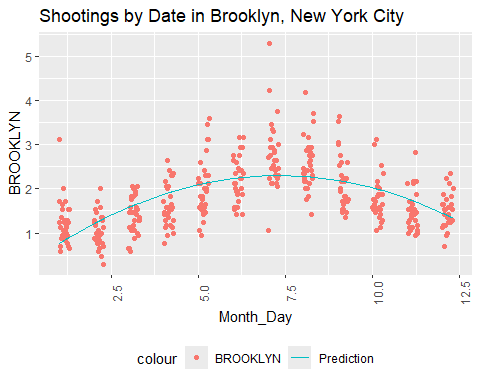 Shootings by Date in Brooklyn, New York City
BROOKLYN
5
4
3
2
1
2.5
5.0
7.5
10.0
12.5
Month_Day
colour
BROOKLYN
Prediction